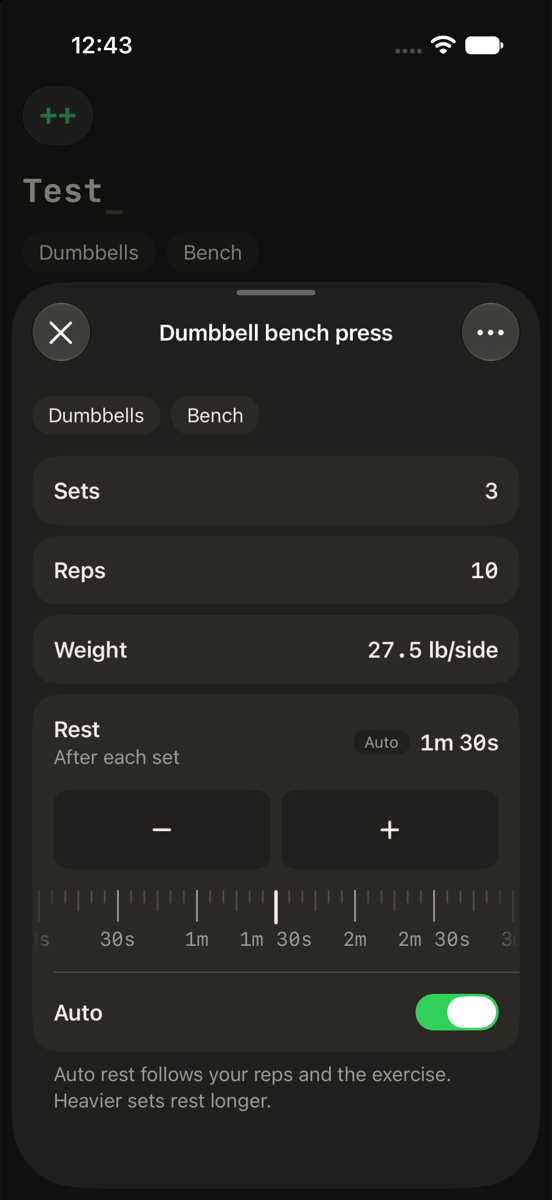 12:43
++
Test_
Dumbbells Bench
Dumbbell bench press
Dumbbells Bench
Sets 3
Reps 10
Weight 27.5 lb/side
Rest
After each set
Auto 1m 30s
− +
30s 1m 1m 30s 2m 2m 30s
Auto
Auto rest follows your reps and the exercise.
Heavier sets rest longer.